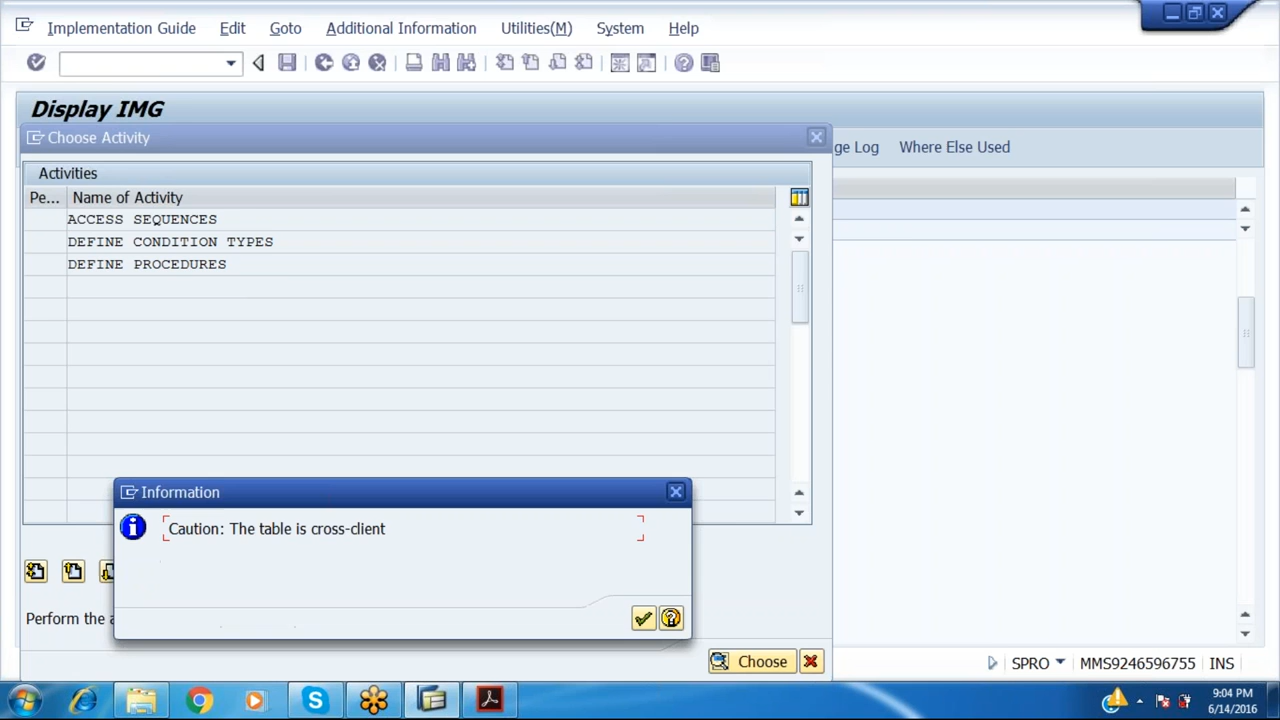 Implementation Guide Edit Goto Additional Information Utilities(M) System Help
Display IMG
Choose Activity
ge Log Where Else Used
Activities
Pe... Name of Activity
ACCESS SEQUENCES
DEFINE CONDITION TYPES
DEFINE PROCEDURES
Information
Caution: The table is cross-client
Perform the a
Choose
SPRO MMS9246596755 INS
9:04 PM
6/14/2016